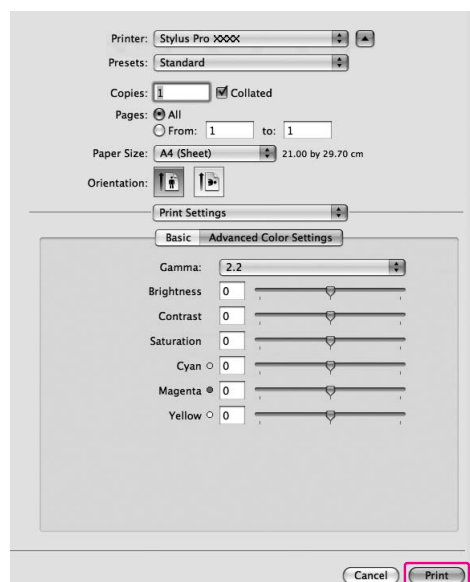 Printer: Stylus Pro XXXX
Presets: Standard
Copies: 1 Collated
Pages: All
From: 1 to: 1
Paper Size: A4 (Sheet) 21.00 by 29.70 cm
Orientation:
Print Settings
Basic Advanced Color Settings
Gamma: 2.2
Brightness 0
Contrast 0
Saturation 0
Cyan 0
Magenta 0
Yellow 0
Cancel Print